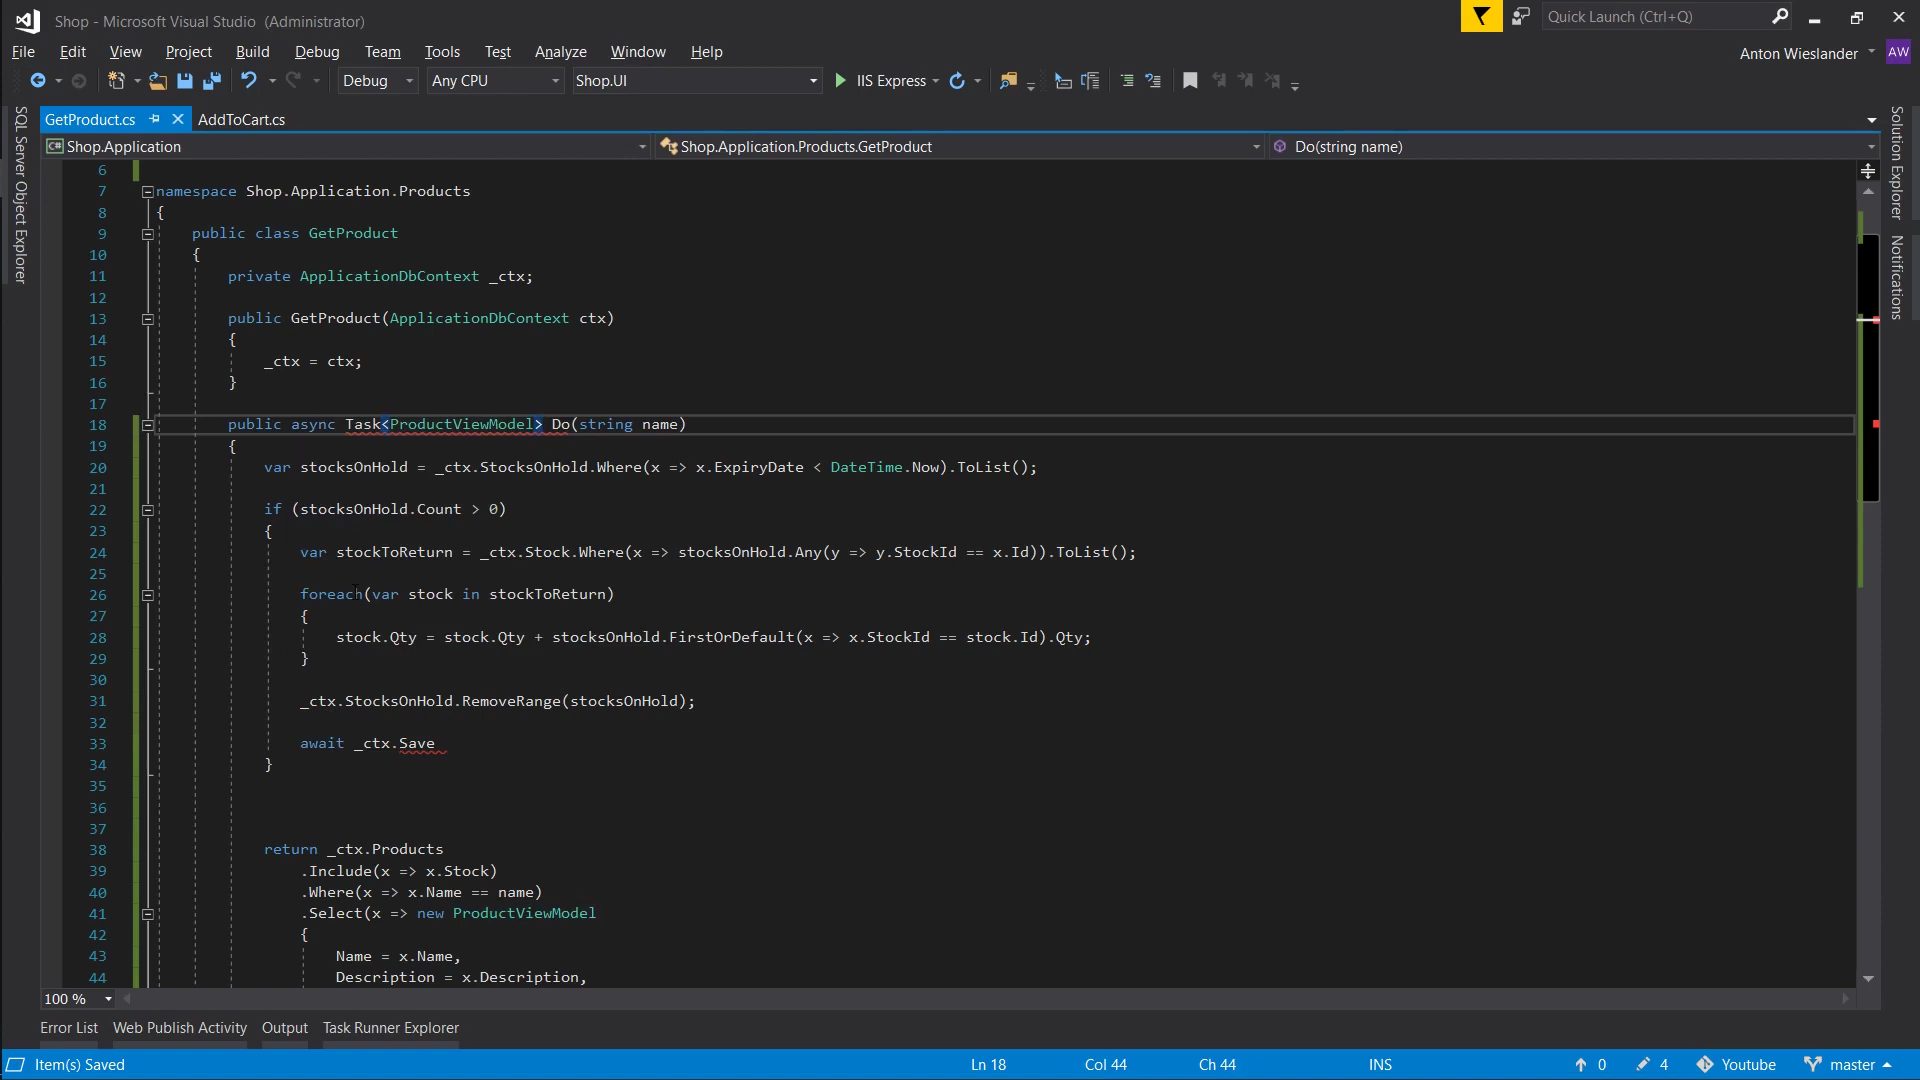 Shop - Microsoft Visual Studio (Administrator)
Quick Launch (Ctrl+Q)
File Edit View Project Build Debug Team Tools Test Analyze Window Help
Anton Wieslander
AW
Debug
Any CPU
Shop.UI
IIS Express
GetProduct.cs
AddToCart.cs
C# Shop.Application
Shop.Application.Products.GetProduct
Do(string name)
SQL Server Object Explorer
Solution Explorer
Notifications
6
7 namespace Shop.Application.Products
8 {
9 public class GetProduct
10 {
11 private ApplicationDbContext _ctx;
12
13 public GetProduct(ApplicationDbContext ctx)
14 {
15 _ctx = ctx;
16 }
17
18 public async Task<ProductViewModel> Do(string name)
19 {
20 var stocksOnHold = _ctx.StocksOnHold.Where(x => x.ExpiryDate < DateTime.Now).ToList();
21
22 if (stocksOnHold.Count > 0)
23 {
24 var stockToReturn = _ctx.Stock.Where(x => stocksOnHold.Any(y => y.StockId == x.Id)).ToList();
25
26 foreach(var stock in stockToReturn)
27 {
28 stock.Qty = stock.Qty + stocksOnHold.FirstOrDefault(x => x.StockId == stock.Id).Qty;
29 }
30
31 _ctx.StocksOnHold.RemoveRange(stocksOnHold);
32
33 await _ctx.Save
34 }
35
36
37
38 return _ctx.Products
39 .Include(x => x.Stock)
40 .Where(x => x.Name == name)
41 .Select(x => new ProductViewModel
42 {
43 Name = x.Name,
44 Description = x.Description,
100 %
Error List Web Publish Activity Output Task Runner Explorer
Item(s) Saved
Ln 18
Col 44
Ch 44
INS
0
4
Youtube
master